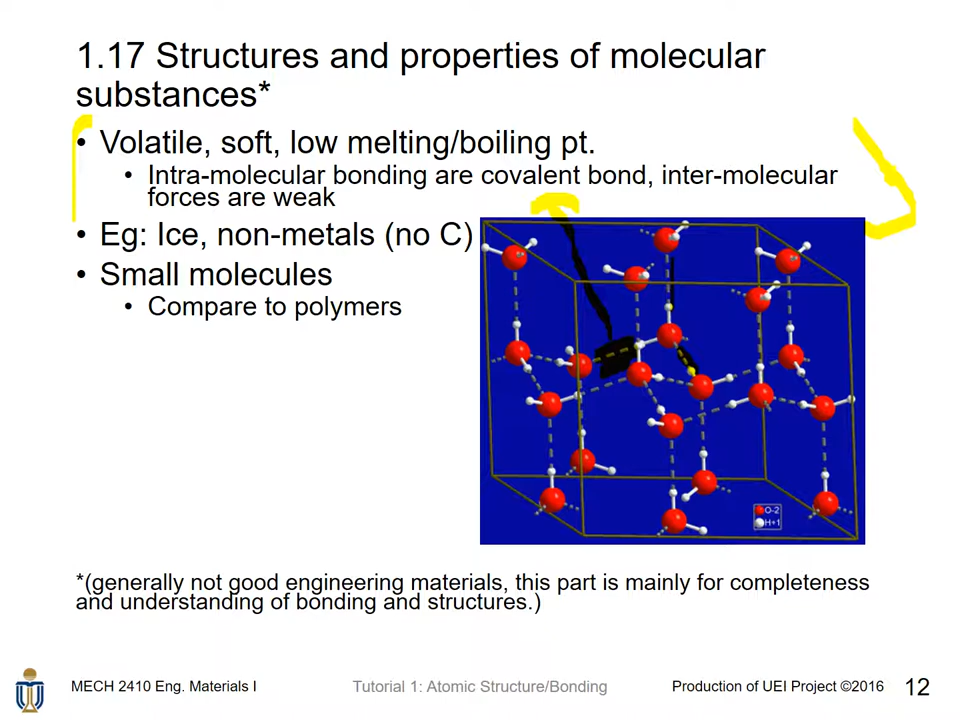 1.17 Structures and properties of molecular
substances*
• Volatile, soft, low melting/boiling pt.
• Intra-molecular bonding are covalent bond, inter-molecular
forces are weak
• Eg: Ice, non-metals (no C)
• Small molecules
• Compare to polymers
O-2
H+1
*(generally not good engineering materials, this part is mainly for completeness
and understanding of bonding and structures.)
MECH 2410 Eng. Materials I
Tutorial 1: Atomic Structure/Bonding
Production of UEI Project ©2016
12